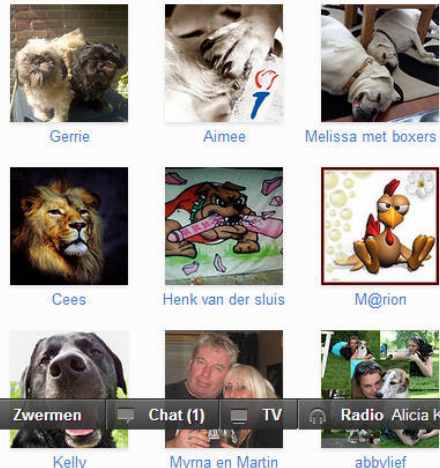 Gerrie
Aimee
Melissa met boxers
Cees
Henk van der sluis
M@rion
Zwermen
Chat (1)
TV
Radio Alicia K
Kelly
Myrna en Martin
abbylief